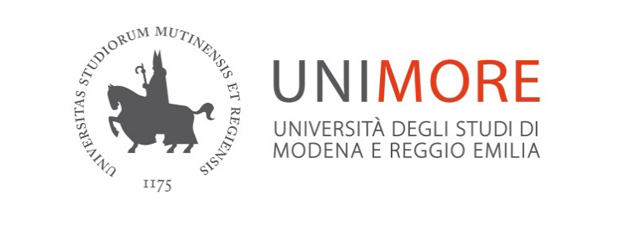 UNIVERSITAS STUDIORUM MUTINENSIS ET REGIENSIS
1175
UNIMORE
UNIVERSITÀ DEGLI STUDI DI
MODENA E REGGIO EMILIA